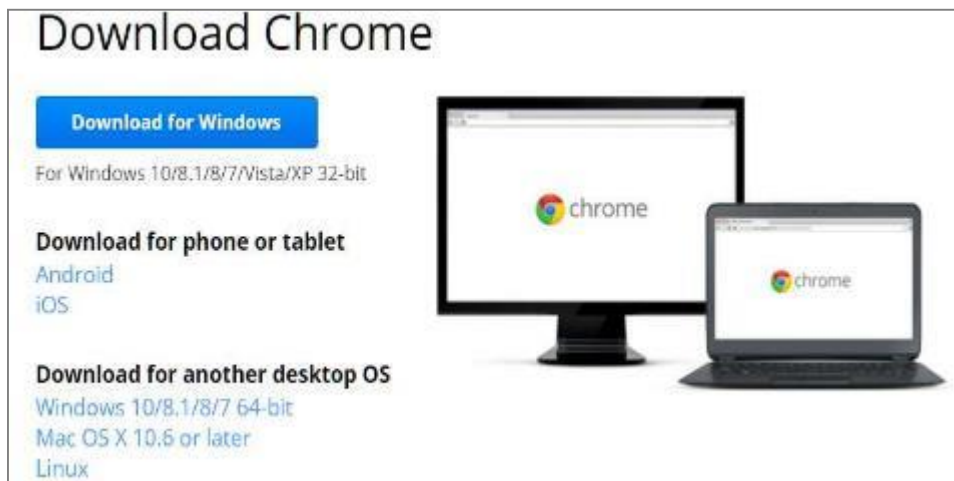 Download Chrome
Download for Windows
For Windows 10/8.1/8/7/Vista/XP 32-bit
Download for phone or tablet
Android
iOS
Download for another desktop OS
Windows 10/8.1/8/7 64-bit
Mac OS X 10.6 or later
Linux
chrome
chrome